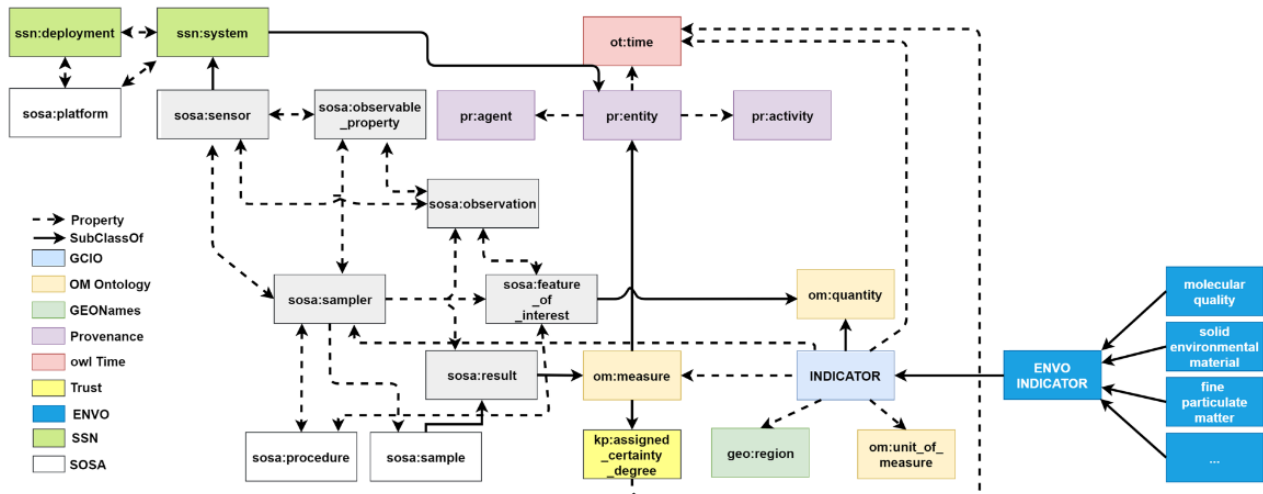 ssn:deployment
ssn:system
ot:time
sosa:platform
sosa:sensor
sosa:observable
_property
pr:agent
pr:entity
pr:activity
sosa:observation
Property
SubClassOf
GCIO
OM Ontology
GEONames
Provenance
owl Time
Trust
ENVO
SSN
SOSA
sosa:sampler
sosa:feature
_of
_interest
om:quantity
sosa:result
om:measure
INDICATOR
ENVO
INDICATOR
molecular
quality
solid
environmental
material
fine
particulate
matter
...
sosa:procedure
sosa:sample
kp:assigned
_certainty
_degree
geo:region
om:unit_of_
measure